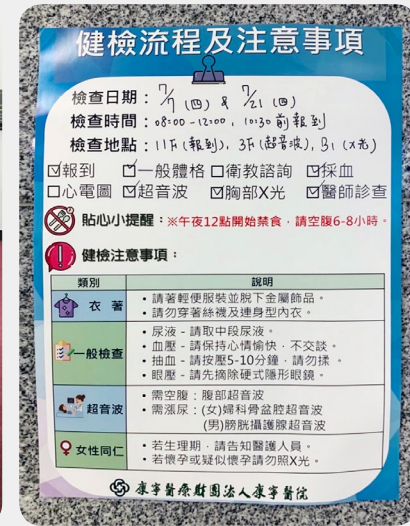 健檢流程及注意事項
檢查日期：7/7 (四) & 7/21 (四)
檢查時間：08:00-12:00, 10:30前報到
檢查地點：11F(報到), 3F(超音波), B1(X光)
☑報到 ☑一般體格 ☐衛教諮詢 ☑採血
☐心電圖 ☑超音波 ☑胸部X光 ☑醫師診查
貼心小提醒：※午夜12點開始禁食，請空腹6-8小時。
健檢注意事項：
類別 說明
衣著
・請著輕便服裝並脫下金屬飾品。
・請勿穿著絲襪及連身型內衣。
一般檢查
・尿液－請取中段尿液。
・血壓－請保持心情愉快，不交談。
・抽血－請按壓5-10分鐘，請勿揉。
・眼壓－請先摘除硬式隱形眼鏡。
超音波
・需空腹：腹部超音波
・需漲尿：(女)婦科骨盆腔超音波
(男)膀胱攝護腺超音波
女性同仁
・若生理期，請告知醫護人員。
・若懷孕或疑似懷孕請勿照X光。
康寧醫療財團法人康寧醫院